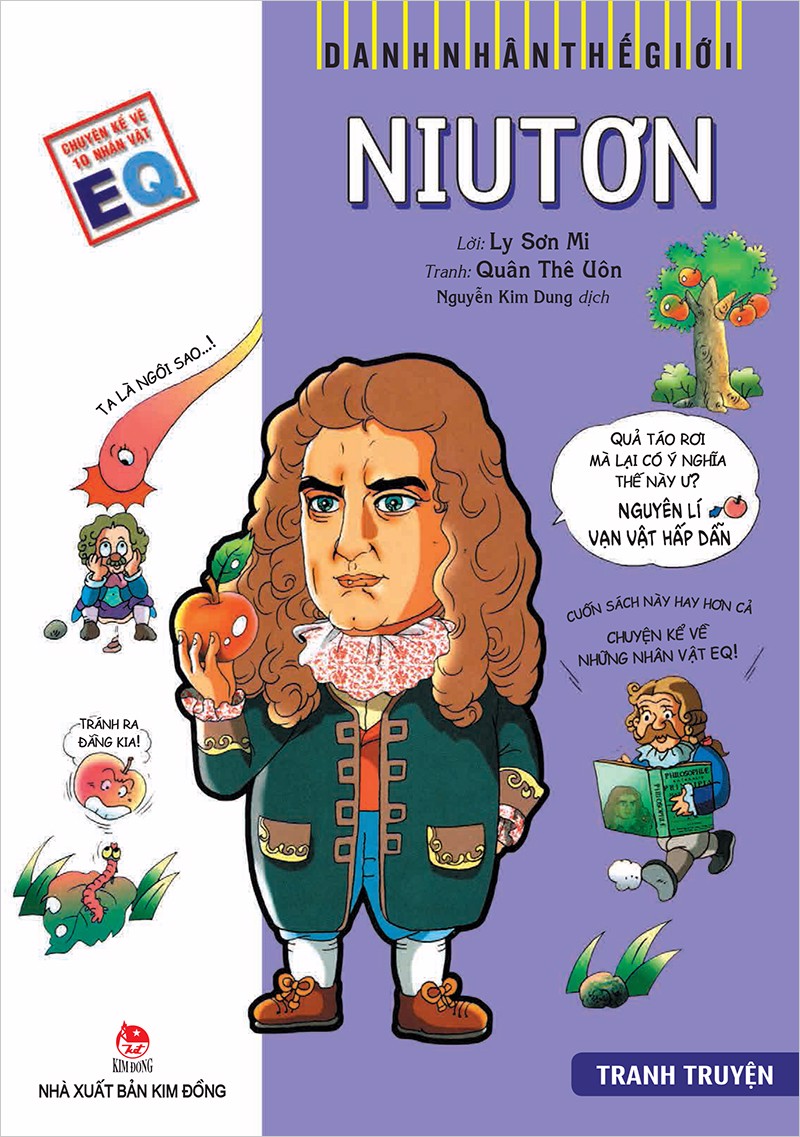 DANH NHÂN THẾ GIỚI
CHUYỆN KỂ VỀ
10 NHÂN VẬT
EQ
NIUTƠN
Lời: Ly Sơn Mi
Tranh: Quân Thê Uôn
Nguyễn Kim Dung dịch
TA LÀ NGÔI SAO...!
QUẢ TÁO RƠI
MÀ LẠI CÓ Ý NGHĨA
THẾ NÀY Ư?
NGUYÊN LÍ
VẠN VẬT HẤP DẪN
CUỐN SÁCH NÀY HAY HƠN CẢ
CHUYỆN KỂ VỀ
NHỮNG NHÂN VẬT EQ!
TRÁNH RA
ĐẰNG KIA!
PHILOSOPHILE
PRINCIPIA
PHILOSOPHILE
KIM ĐỒNG
NHÀ XUẤT BẢN KIM ĐỒNG
TRANH TRUYỆN